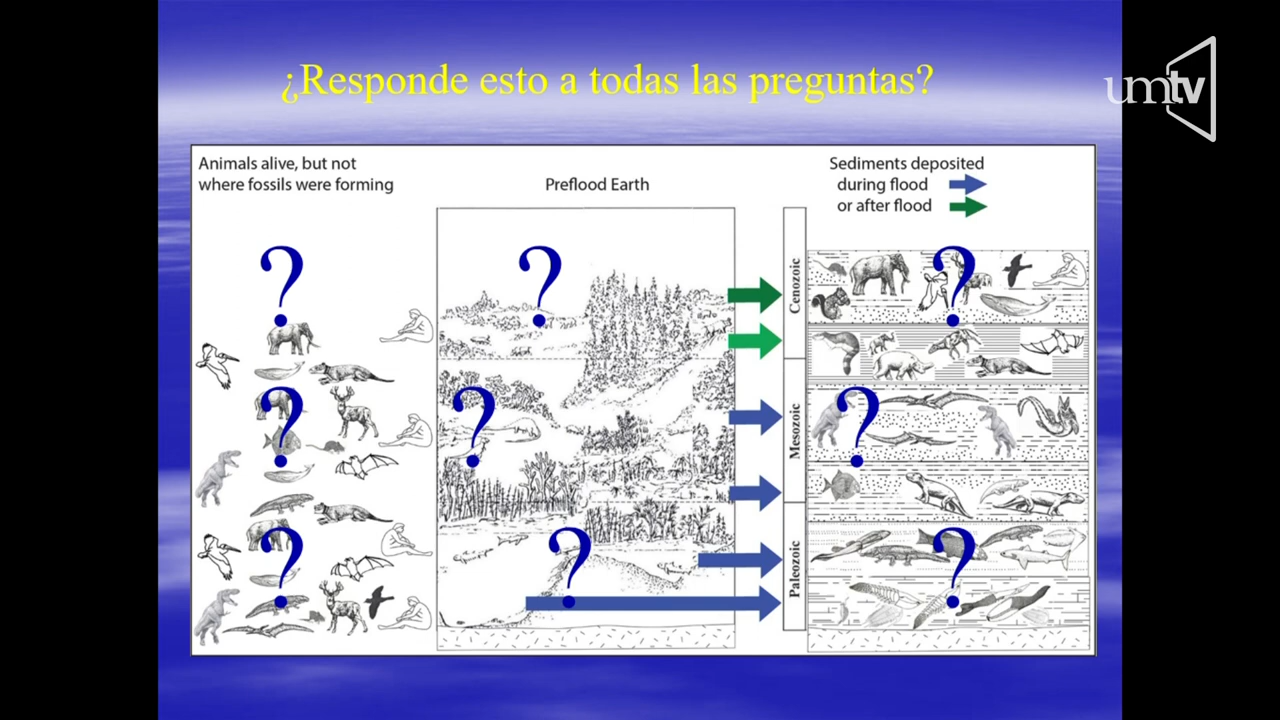 ¿Responde esto a todas las preguntas?
umtv
Animals alive, but not
where fossils were forming
Preflood Earth
Sediments deposited
during flood
or after flood
Cenozoic
Mesozoic
Paleozoic
? ? ?
? ? ?
? ? ?